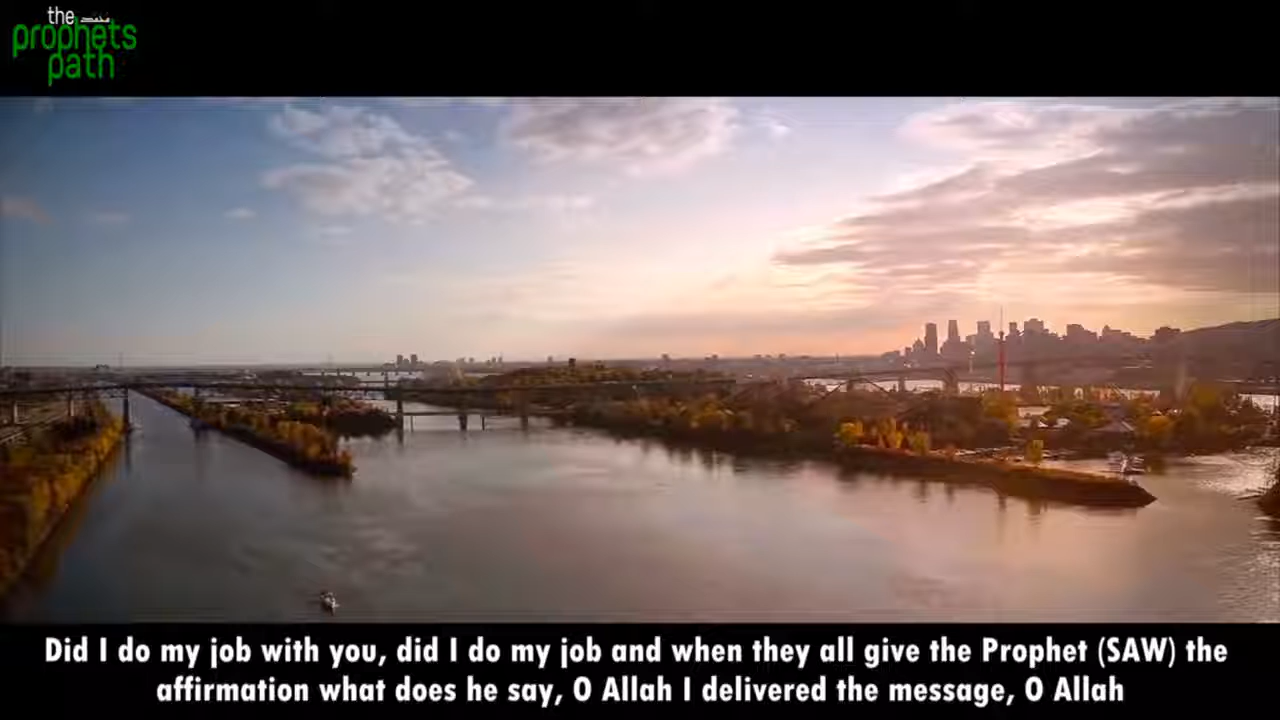 the
prophets
path
Did I do my job with you, did I do my job and when they all give the Prophet (SAW) the
affirmation what does he say, O Allah I delivered the message, O Allah